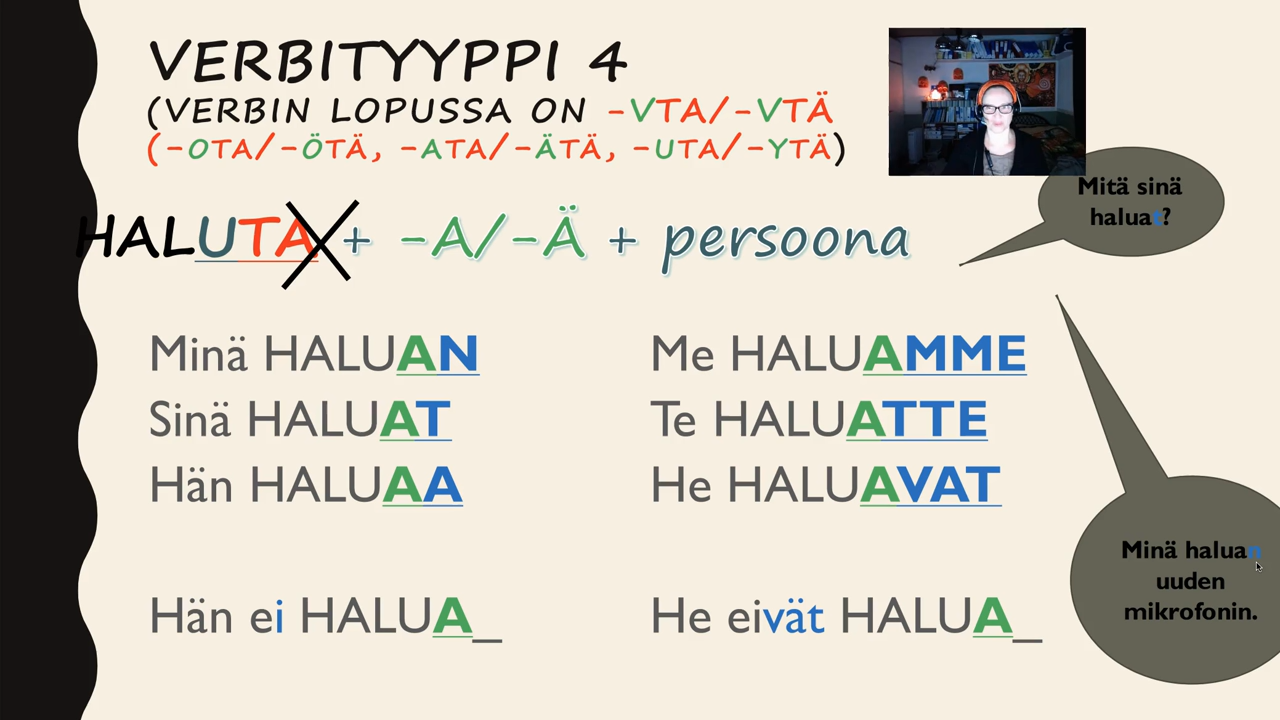 VERBITYYPPI 4
(VERBIN LOPUSSA ON -VTA/-VTÄ
(-OTA/-ÖTÄ, -ATA/-ÄTÄ, -UTA/-YTÄ)
HALUTA + -A/-Ä + persoona
Mitä sinä
haluat?
Minä HALUAN
Sinä HALUAT
Hän HALUAA
Me HALUAMME
Te HALUATTE
He HALUAVAT
Hän ei HALUA_
He eivät HALUA_
Minä haluan
uuden
mikrofonin.